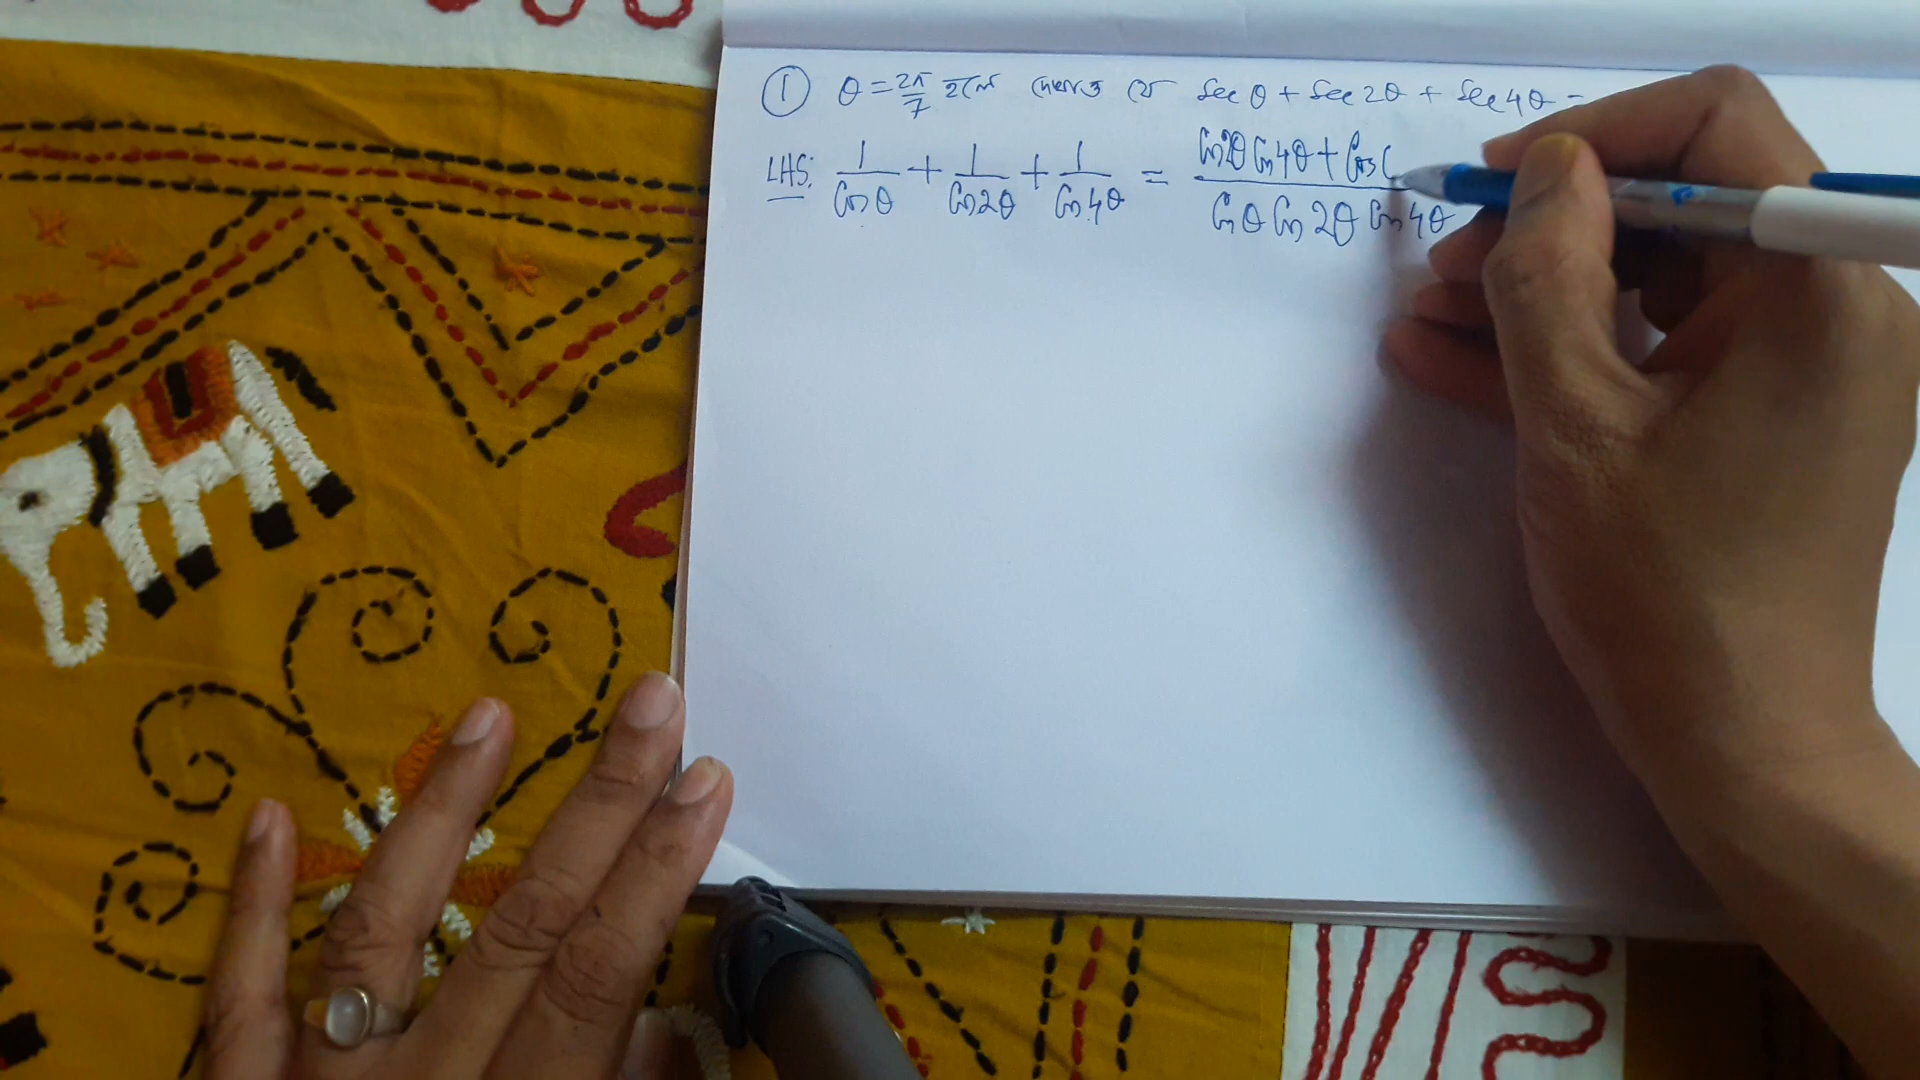 ① θ = 2π/7 হলে দেখাও যে Sec θ + Sec 2θ + Sec 4θ =
LHS: 1/Cos θ + 1/Cos 2θ + 1/Cos 4θ = (Cos 2θ Cos 4θ + Cos)/(Cos θ Cos 2θ Cos 4θ)